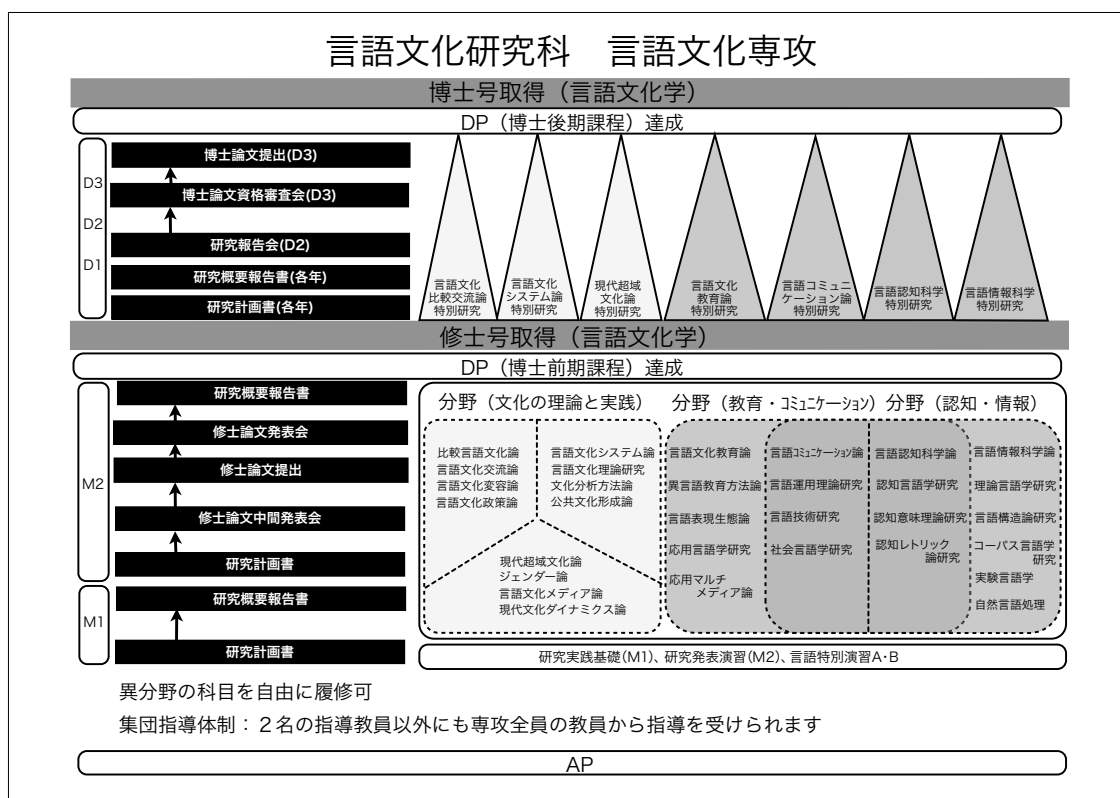 言語文化研究科　言語文化専攻
博士号取得（言語文化学）
DP（博士後期課程）達成
D3
D2
D1
博士論文提出(D3)
博士論文資格審査会(D3)
研究報告会(D2)
研究概要報告書(各年)
研究計画書(各年)
言語文化
比較交流論
特別研究
言語文化
システム論
特別研究
現代超域
文化論
特別研究
言語文化
教育論
特別研究
言語コミュニ
ケーション論
特別研究
言語認知科学
特別研究
言語情報科学
特別研究
修士号取得（言語文化学）
DP（博士前期課程）達成
M2
研究概要報告書
修士論文発表会
修士論文提出
修士論文中間発表会
研究計画書
M1
研究概要報告書
研究計画書
分野（文化の理論と実践）
比較言語文化論
言語文化交流論
言語文化変容論
言語文化政策論
言語文化システム論
言語文化理論研究
文化分析方法論
公共文化形成論
現代超域文化論
ジェンダー論
言語文化メディア論
現代文化ダイナミクス論
分野（教育・ｺﾐｭﾆｹｰｼｮﾝ）
分野（認知・情報）
言語文化教育論
異言語教育方法論
言語表現生態論
応用言語学研究
応用マルチ
メディア論
言語ｺﾐｭﾆｹｰｼｮﾝ論
言語運用理論研究
言語技術研究
社会言語学研究
言語認知科学論
認知言語学研究
認知意味理論研究
認知レトリック
論研究
言語情報科学論
理論言語学研究
言語構造論研究
コーパス言語学
研究
実験言語学
自然言語処理
研究実践基礎(M1)、研究発表演習(M2)、言語特別演習A・B
異分野の科目を自由に履修可
集団指導体制：２名の指導教員以外にも専攻全員の教員から指導を受けられます
AP